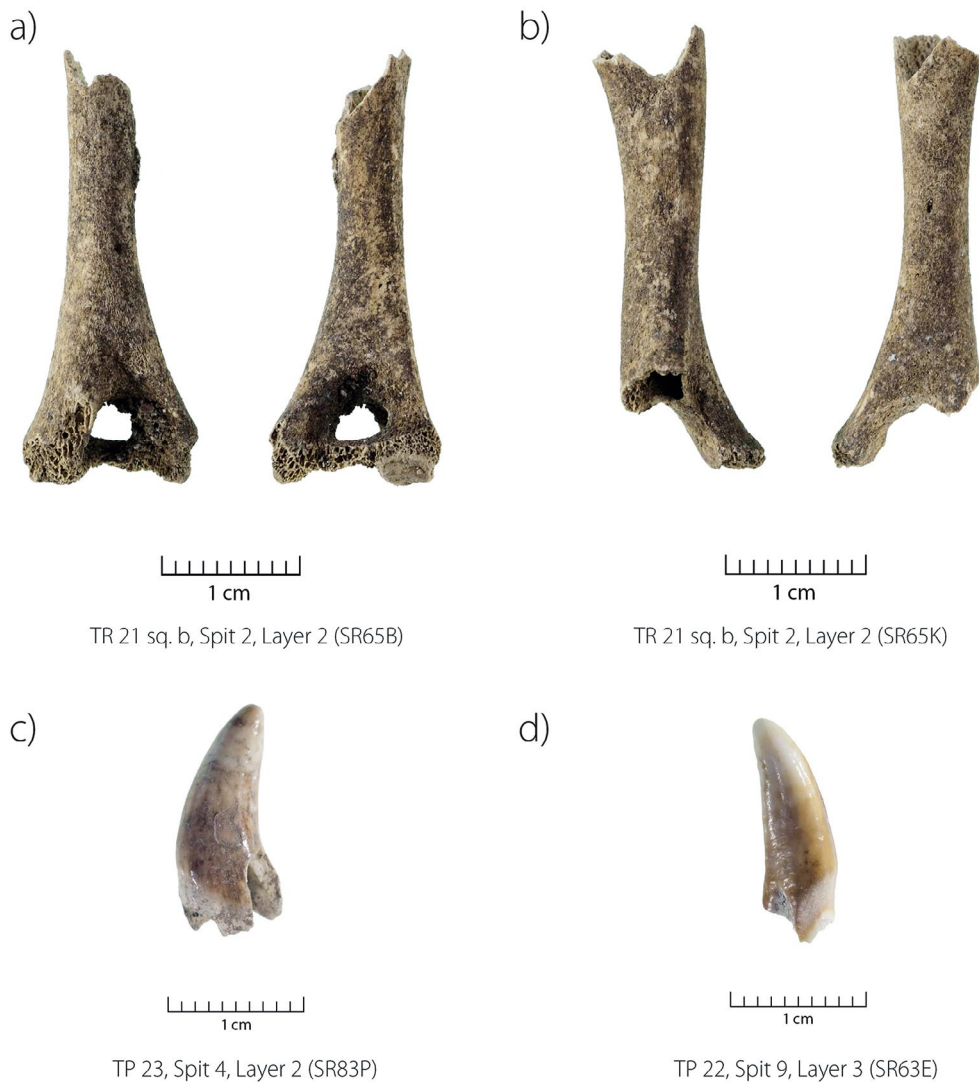 a)
b)
1 cm
1 cm
TR 21 sq. b, Spit 2, Layer 2 (SR65B)
TR 21 sq. b, Spit 2, Layer 2 (SR65K)
c)
d)
1 cm
1 cm
TP 23, Spit 4, Layer 2 (SR83P)
TP 22, Spit 9, Layer 3 (SR63E)